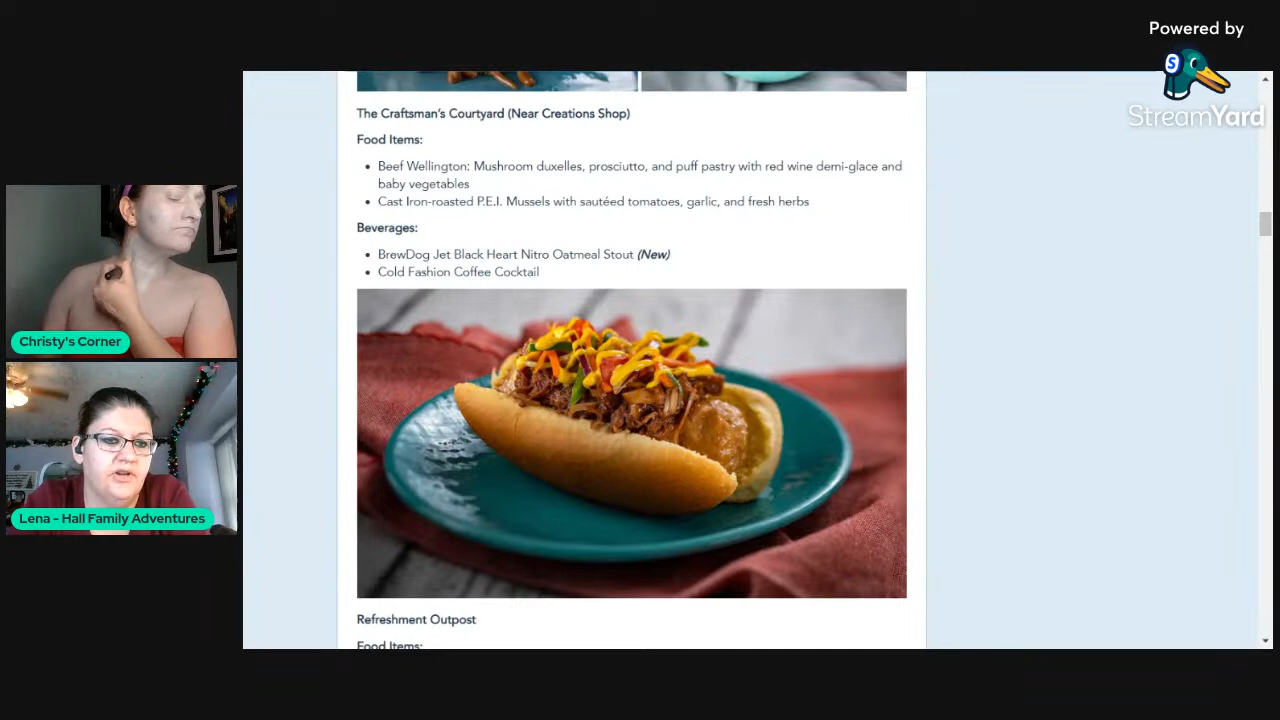 Powered by
StreamYard
The Craftsman's Courtyard (Near Creations Shop)
Food Items:
• Beef Wellington: Mushroom duxelles, prosciutto, and puff pastry with red wine demi-glace and
baby vegetables
• Cast Iron-roasted P.E.I. Mussels with sautéed tomatoes, garlic, and fresh herbs
Beverages:
• BrewDog Jet Black Heart Nitro Oatmeal Stout (New)
• Cold Fashion Coffee Cocktail
Refreshment Outpost
Food Items:
Christy's Corner
Lena - Hall Family Adventures